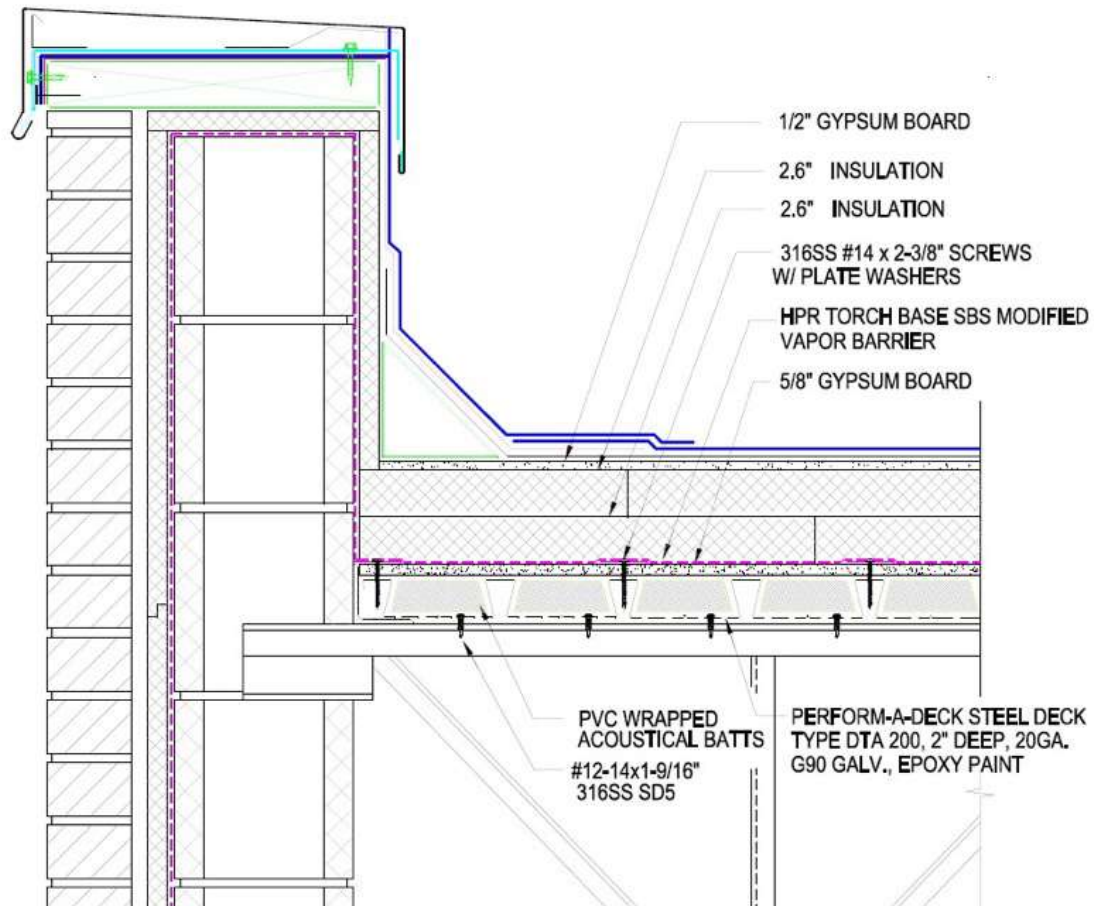 1/2" GYPSUM BOARD
2.6" INSULATION
2.6" INSULATION
316SS #14 x 2-3/8" SCREWS
W/ PLATE WASHERS
HPR TORCH BASE SBS MODIFIED
VAPOR BARRIER
5/8" GYPSUM BOARD
PVC WRAPPED
ACOUSTICAL BATTS
#12-14x1-9/16"
316SS SD5
PERFORM-A-DECK STEEL DECK
TYPE DTA 200, 2" DEEP, 20GA.
G90 GALV., EPOXY PAINT